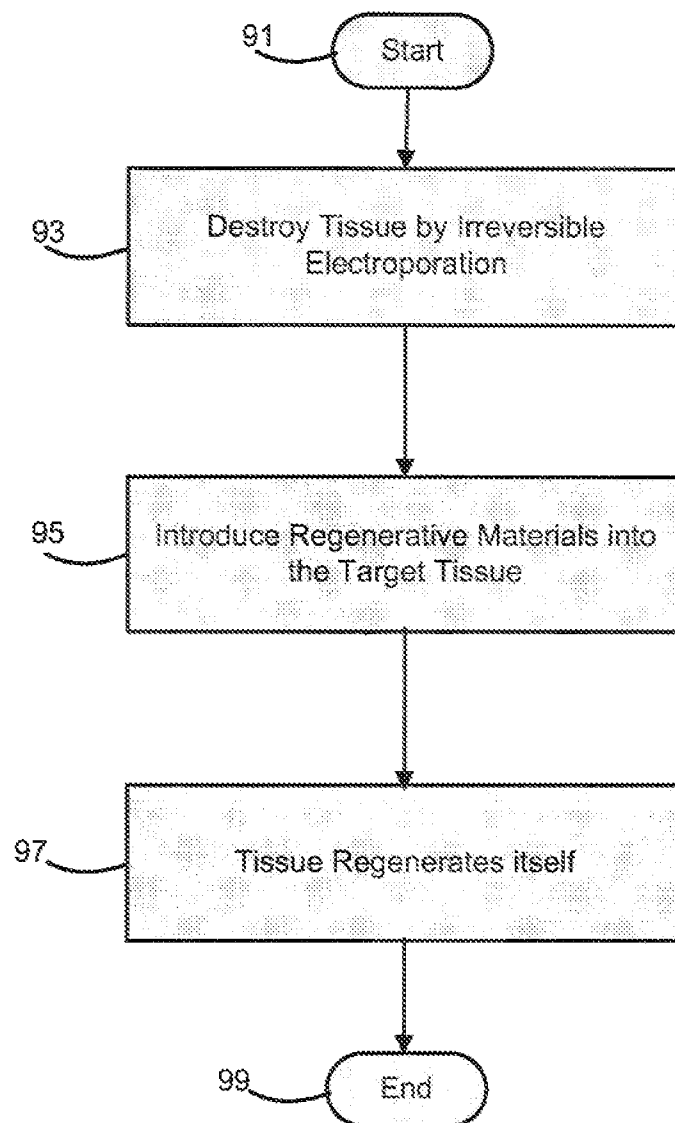 91
Start
93
Destroy Tissue by Irreversible
Electroporation
95
Introduce Regenerative Materials into
the Target Tissue
97
Tissue Regenerates itself
99
End